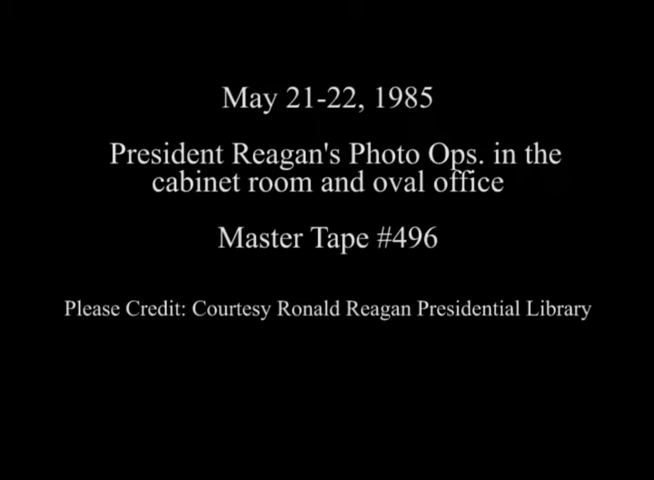 May 21-22, 1985
President Reagan's Photo Ops. in the
cabinet room and oval office
Master Tape #496
Please Credit: Courtesy Ronald Reagan Presidential Library